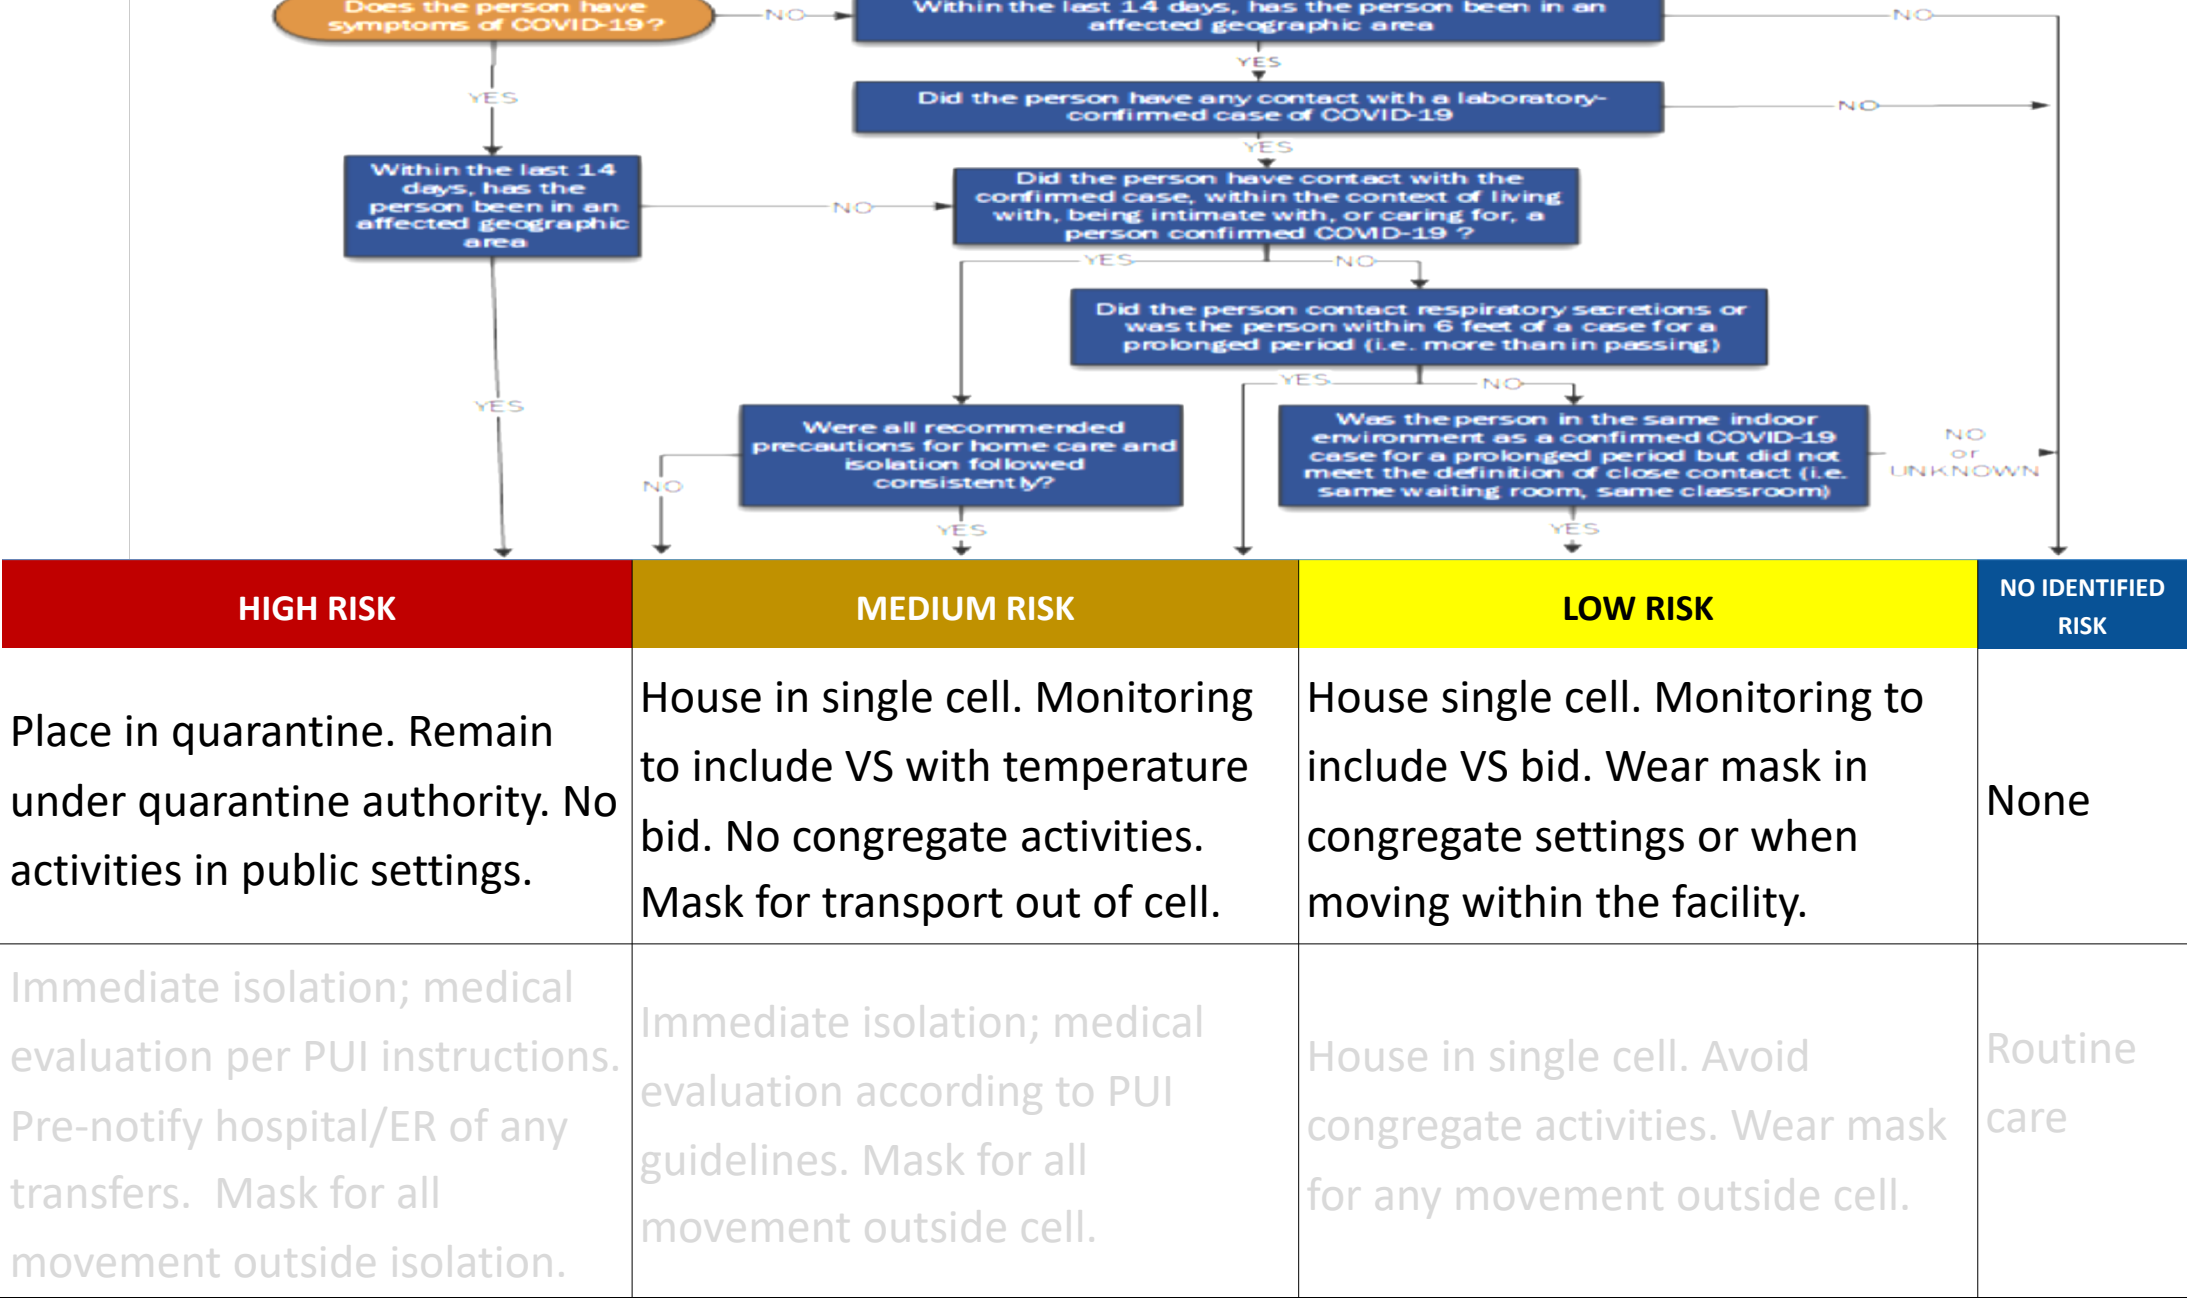 Does the person have
symptoms of COVID-19?
NO
Within the last 14 days, has the person been in an
affected geographic area
NO
YES
YES
Did the person have any contact with a laboratory-
confirmed case of COVID-19
NO
YES
Within the last 14
days, has the
person been in an
affected geographic
area
NO
Did the person have contact with the
confirmed case, within the context of living
with, being intimate with, or caring for, a
person confirmed COVID-19 ?
YES
NO
Did the person contact respiratory secretions or
was the person within 6 feet of a case for a
prolonged period (i.e. more than in passing)
YES
NO
YES
Were all recommended
precautions for home care and
isolation followed
consistently?
NO
YES
Was the person in the same indoor
environment as a confirmed COVID-19
case for a prolonged period but did not
meet the definition of close contact (i.e.
same waiting room, same classroom)
NO
or
UNKNOWN
YES
HIGH RISK
MEDIUM RISK
LOW RISK
NO IDENTIFIED
RISK
Place in quarantine. Remain
under quarantine authority. No
activities in public settings.
House in single cell. Monitoring
to include VS with temperature
bid. No congregate activities.
Mask for transport out of cell.
House single cell. Monitoring to
include VS bid. Wear mask in
congregate settings or when
moving within the facility.
None
Immediate isolation; medical
evaluation per PUI instructions.
Pre-notify hospital/ER of any
transfers.  Mask for all
movement outside isolation.
Immediate isolation; medical
evaluation according to PUI
guidelines. Mask for all
movement outside cell.
House in single cell. Avoid
congregate activities. Wear mask
for any movement outside cell.
Routine
care